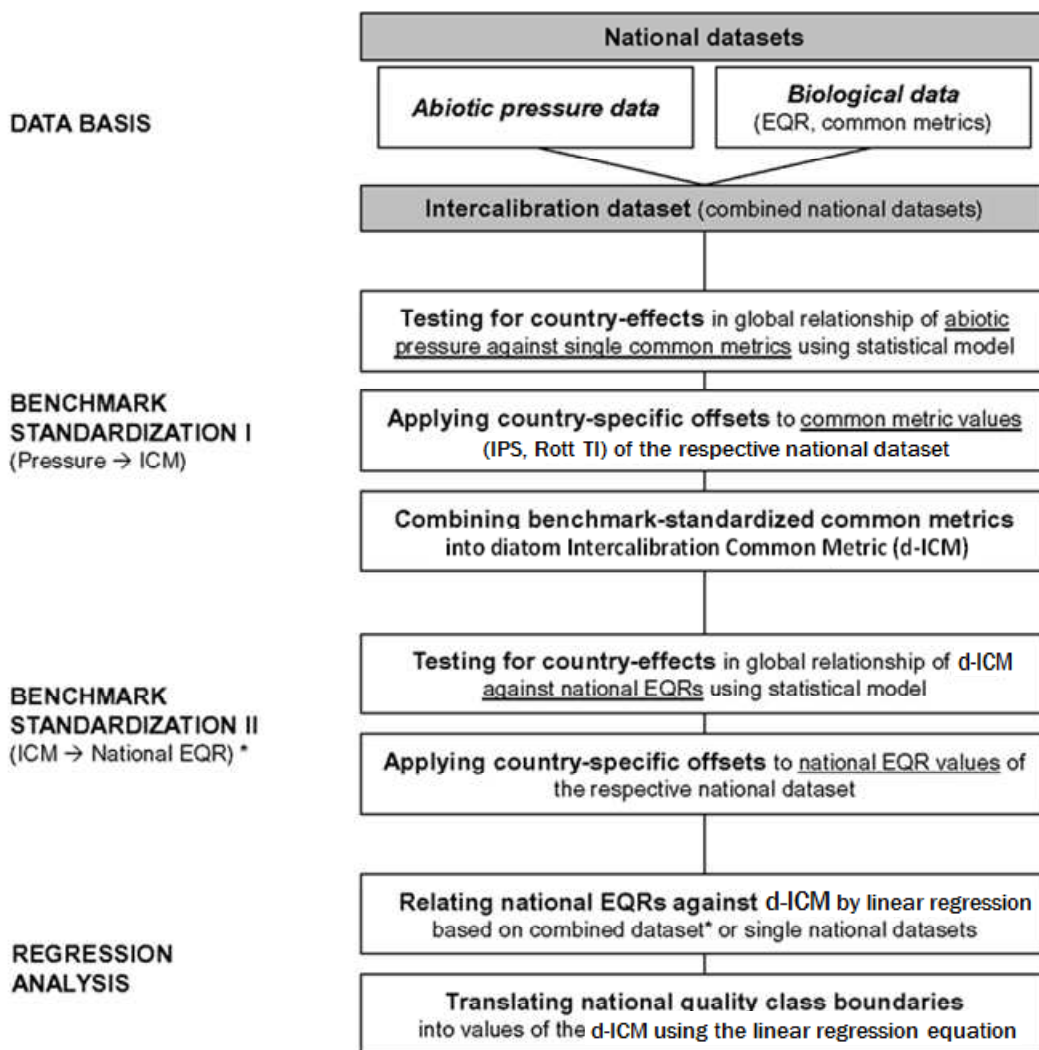 National datasets
DATA BASIS
Abiotic pressure data
Biological data
(EQR, common metrics)
Intercalibration dataset (combined national datasets)
Testing for country-effects in global relationship of abiotic
pressure against single common metrics using statistical model
BENCHMARK
STANDARDIZATION I
(Pressure → ICM)
Applying country-specific offsets to common metric values
(IPS, Rott TI) of the respective national dataset
Combining benchmark-standardized common metrics
into diatom Intercalibration Common Metric (d-ICM)
Testing for country-effects in global relationship of d-ICM
against national EQRs using statistical model
BENCHMARK
STANDARDIZATION II
(ICM → National EQR) *
Applying country-specific offsets to national EQR values of
the respective national dataset
Relating national EQRs against d-ICM by linear regression
based on combined dataset* or single national datasets
REGRESSION
ANALYSIS
Translating national quality class boundaries
into values of the d-ICM using the linear regression equation